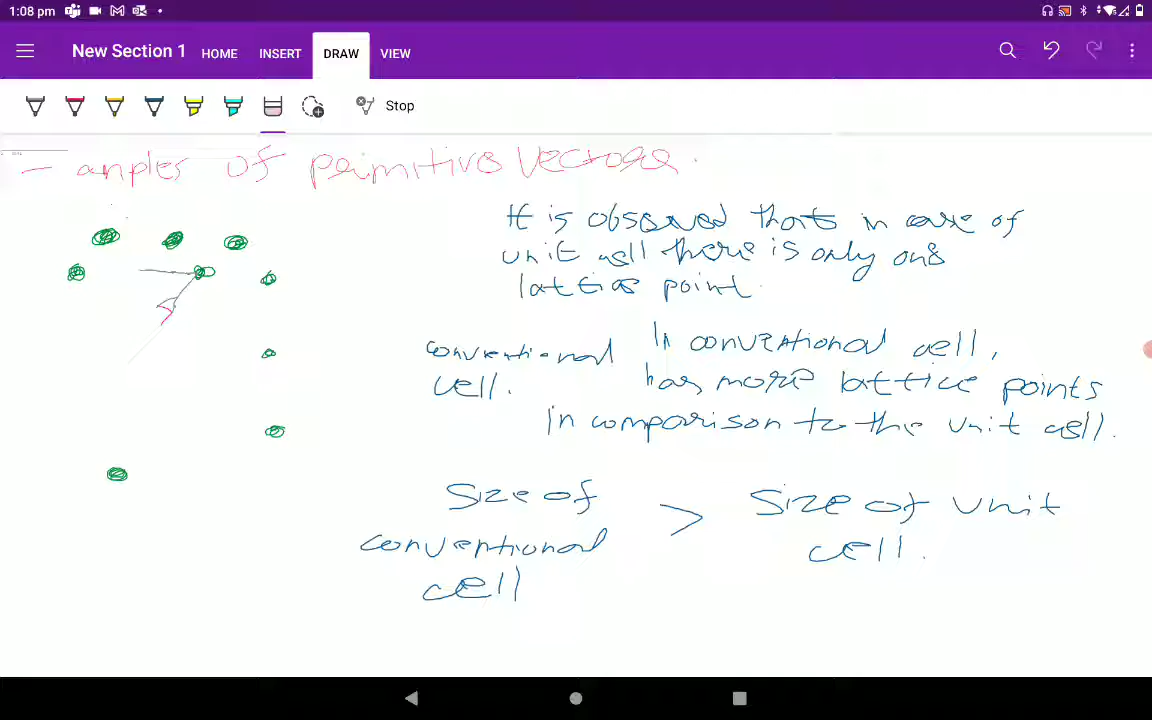 1:08 pm
New Section 1 HOME INSERT DRAW VIEW
Stop
- angles of primitive vectors.
It is observed that in case of
unit cell there is only one
lattice point.
conventional
cell.
In conventional cell,
has more lattice points
In comparison to the unit cell.
Size of
conventional
cell
>
Size of unit
cell.